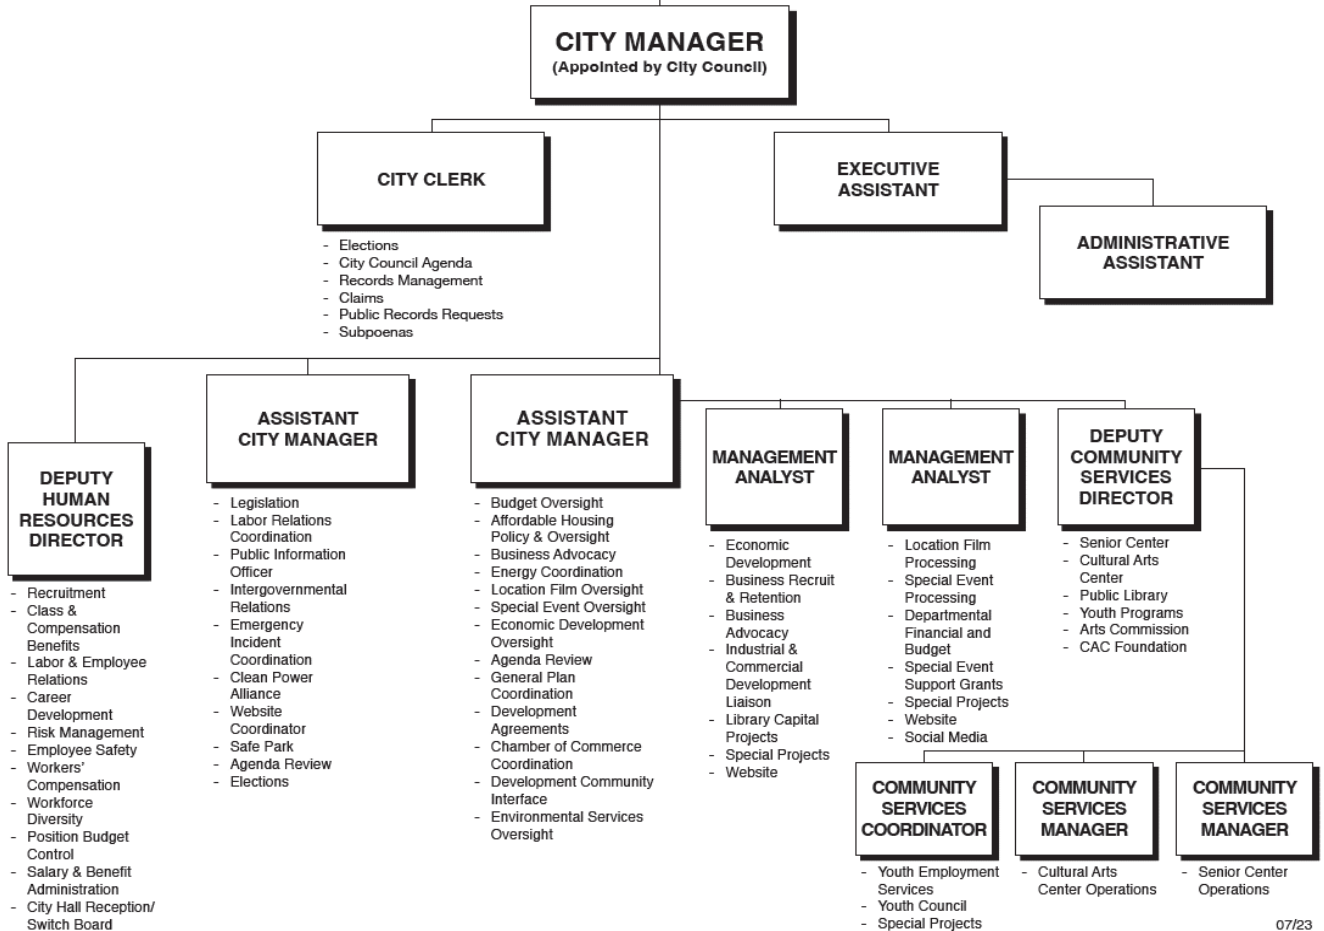 CITY MANAGER
(Appointed by City Council)
CITY CLERK
- Elections
- City Council Agenda
- Records Management
- Claims
- Public Records Requests
- Subpoenas
EXECUTIVE
ASSISTANT
ADMINISTRATIVE
ASSISTANT
DEPUTY
HUMAN
RESOURCES
DIRECTOR
- Recruitment
- Class &
Compensation
Benefits
- Labor & Employee
Relations
- Career
Development
- Risk Management
- Employee Safety
- Workers'
Compensation
- Workforce
Diversity
- Position Budget
Control
- Salary & Benefit
Administration
- City Hall Reception/
Switch Board
ASSISTANT
CITY MANAGER
- Legislation
- Labor Relations
Coordination
- Public Information
Officer
- Intergovernmental
Relations
- Emergency
Incident
Coordination
- Clean Power
Alliance
- Website
Coordinator
- Safe Park
- Agenda Review
- Elections
ASSISTANT
CITY MANAGER
- Budget Oversight
- Affordable Housing
Policy & Oversight
- Business Advocacy
- Energy Coordination
- Location Film Oversight
- Special Event Oversight
- Economic Development
Oversight
- Agenda Review
- General Plan
Coordination
- Development
Agreements
- Chamber of Commerce
Coordination
- Development Community
Interface
- Environmental Services
Oversight
MANAGEMENT
ANALYST
- Economic
Development
- Business Recruit
& Retention
- Business
Advocacy
- Industrial &
Commercial
Development
Liaison
- Library Capital
Projects
- Special Projects
- Website
MANAGEMENT
ANALYST
- Location Film
Processing
- Special Event
Processing
- Departmental
Financial and
Budget
- Special Event
Support Grants
- Special Projects
- Website
- Social Media
DEPUTY
COMMUNITY
SERVICES
DIRECTOR
- Senior Center
- Cultural Arts
Center
- Public Library
- Youth Programs
- Arts Commission
- CAC Foundation
COMMUNITY
SERVICES
COORDINATOR
- Youth Employment
Services
- Youth Council
- Special Projects
COMMUNITY
SERVICES
MANAGER
- Cultural Arts
Center Operations
COMMUNITY
SERVICES
MANAGER
- Senior Center
Operations
07/23